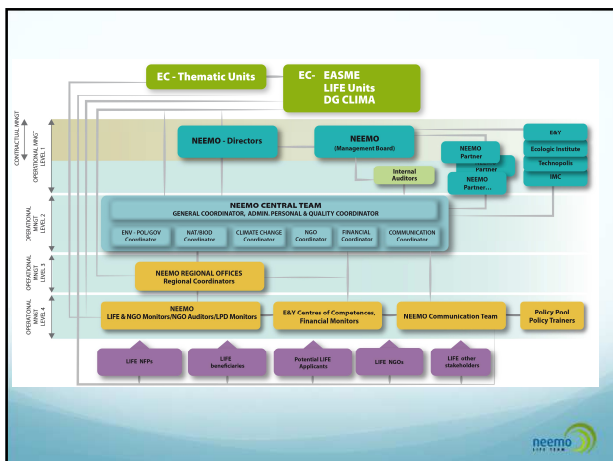 EC - Thematic Units
EC- EASME
LIFE Units
DG CLIMA
CONTRACTUAL MNGT
OPERATIONAL MNG
LEVEL 1
NEEMO - Directors
NEEMO
(Management Board)
NEEMO
Partner
Partner
NEEMO
Partner...
E&Y
Ecologic Institute
Technopolis
IMC
Internal
Auditors
OPERATIONAL
MNGT
LEVEL 2
NEEMO CENTRAL TEAM
GENERAL COORDINATOR, ADMIN. PERSONAL & QUALITY COORDINATOR
ENV - POL/GOV
Coordinator
NAT/BIOD
Coordinator
CLIMATE CHANGE
Coordinator
NGO
Coordinator
FINANCIAL
Coordinator
COMMUNICATION
Coordinator
OPERATIONAL
MNGT
LEVEL 3
NEEMO REGIONAL OFFICES
Regional Coordinators
OPERATIONAL
MNGT
LEVEL 4
NEEMO
LIFE & NGO Monitors/NGO Auditors/LPD Monitors
E&Y Centres of Competences,
Financial Monitors
NEEMO Communication Team
Policy Pool
Policy Trainers
LIFE NFPs
LIFE
beneficiaries
Potential LIFE
Applicants
LIFE NGOs
LIFE other
stakeholders
neemo
LIFE TEAM